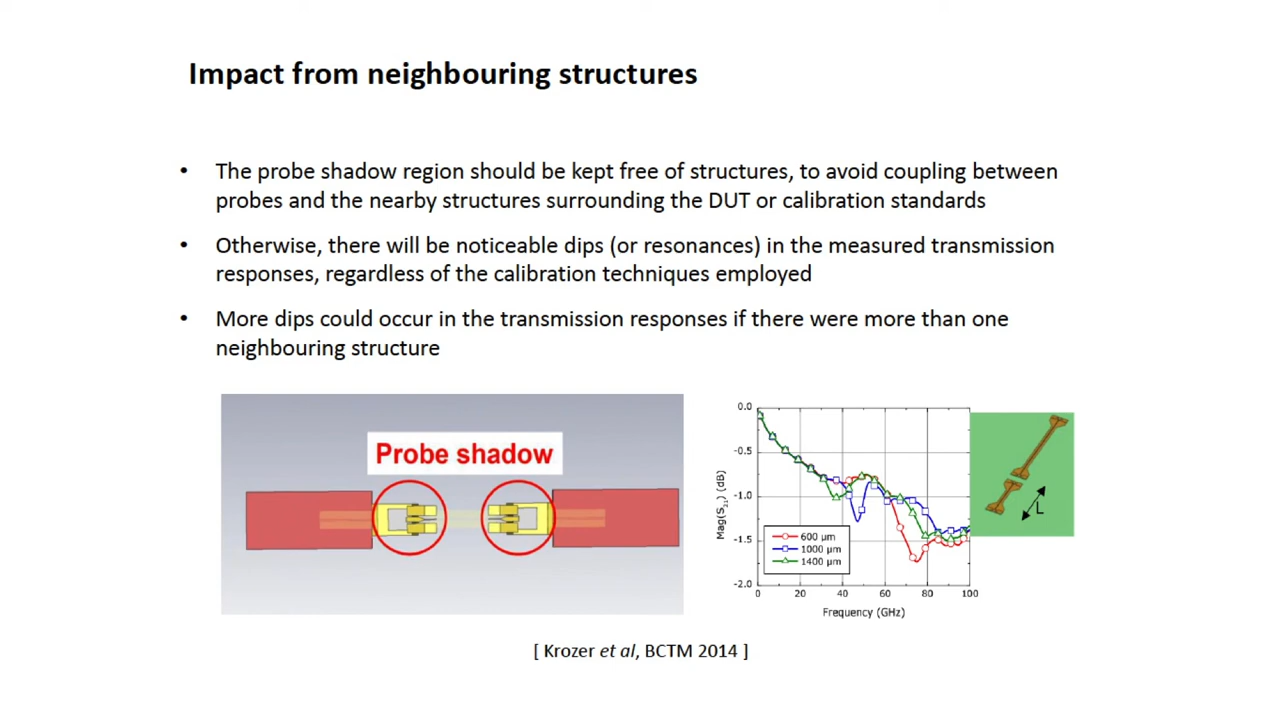 Impact from neighbouring structures
• The probe shadow region should be kept free of structures, to avoid coupling between
probes and the nearby structures surrounding the DUT or calibration standards
• Otherwise, there will be noticeable dips (or resonances) in the measured transmission
responses, regardless of the calibration techniques employed
• More dips could occur in the transmission responses if there were more than one
neighbouring structure
Probe shadow
Mag(S21) (dB)
0.0
-0.5
-1.0
-1.5
-2.0
600 μm
1000 μm
1400 μm
0 20 40 60 80 100
Frequency (GHz)
L
[ Krozer et al, BCTM 2014 ]